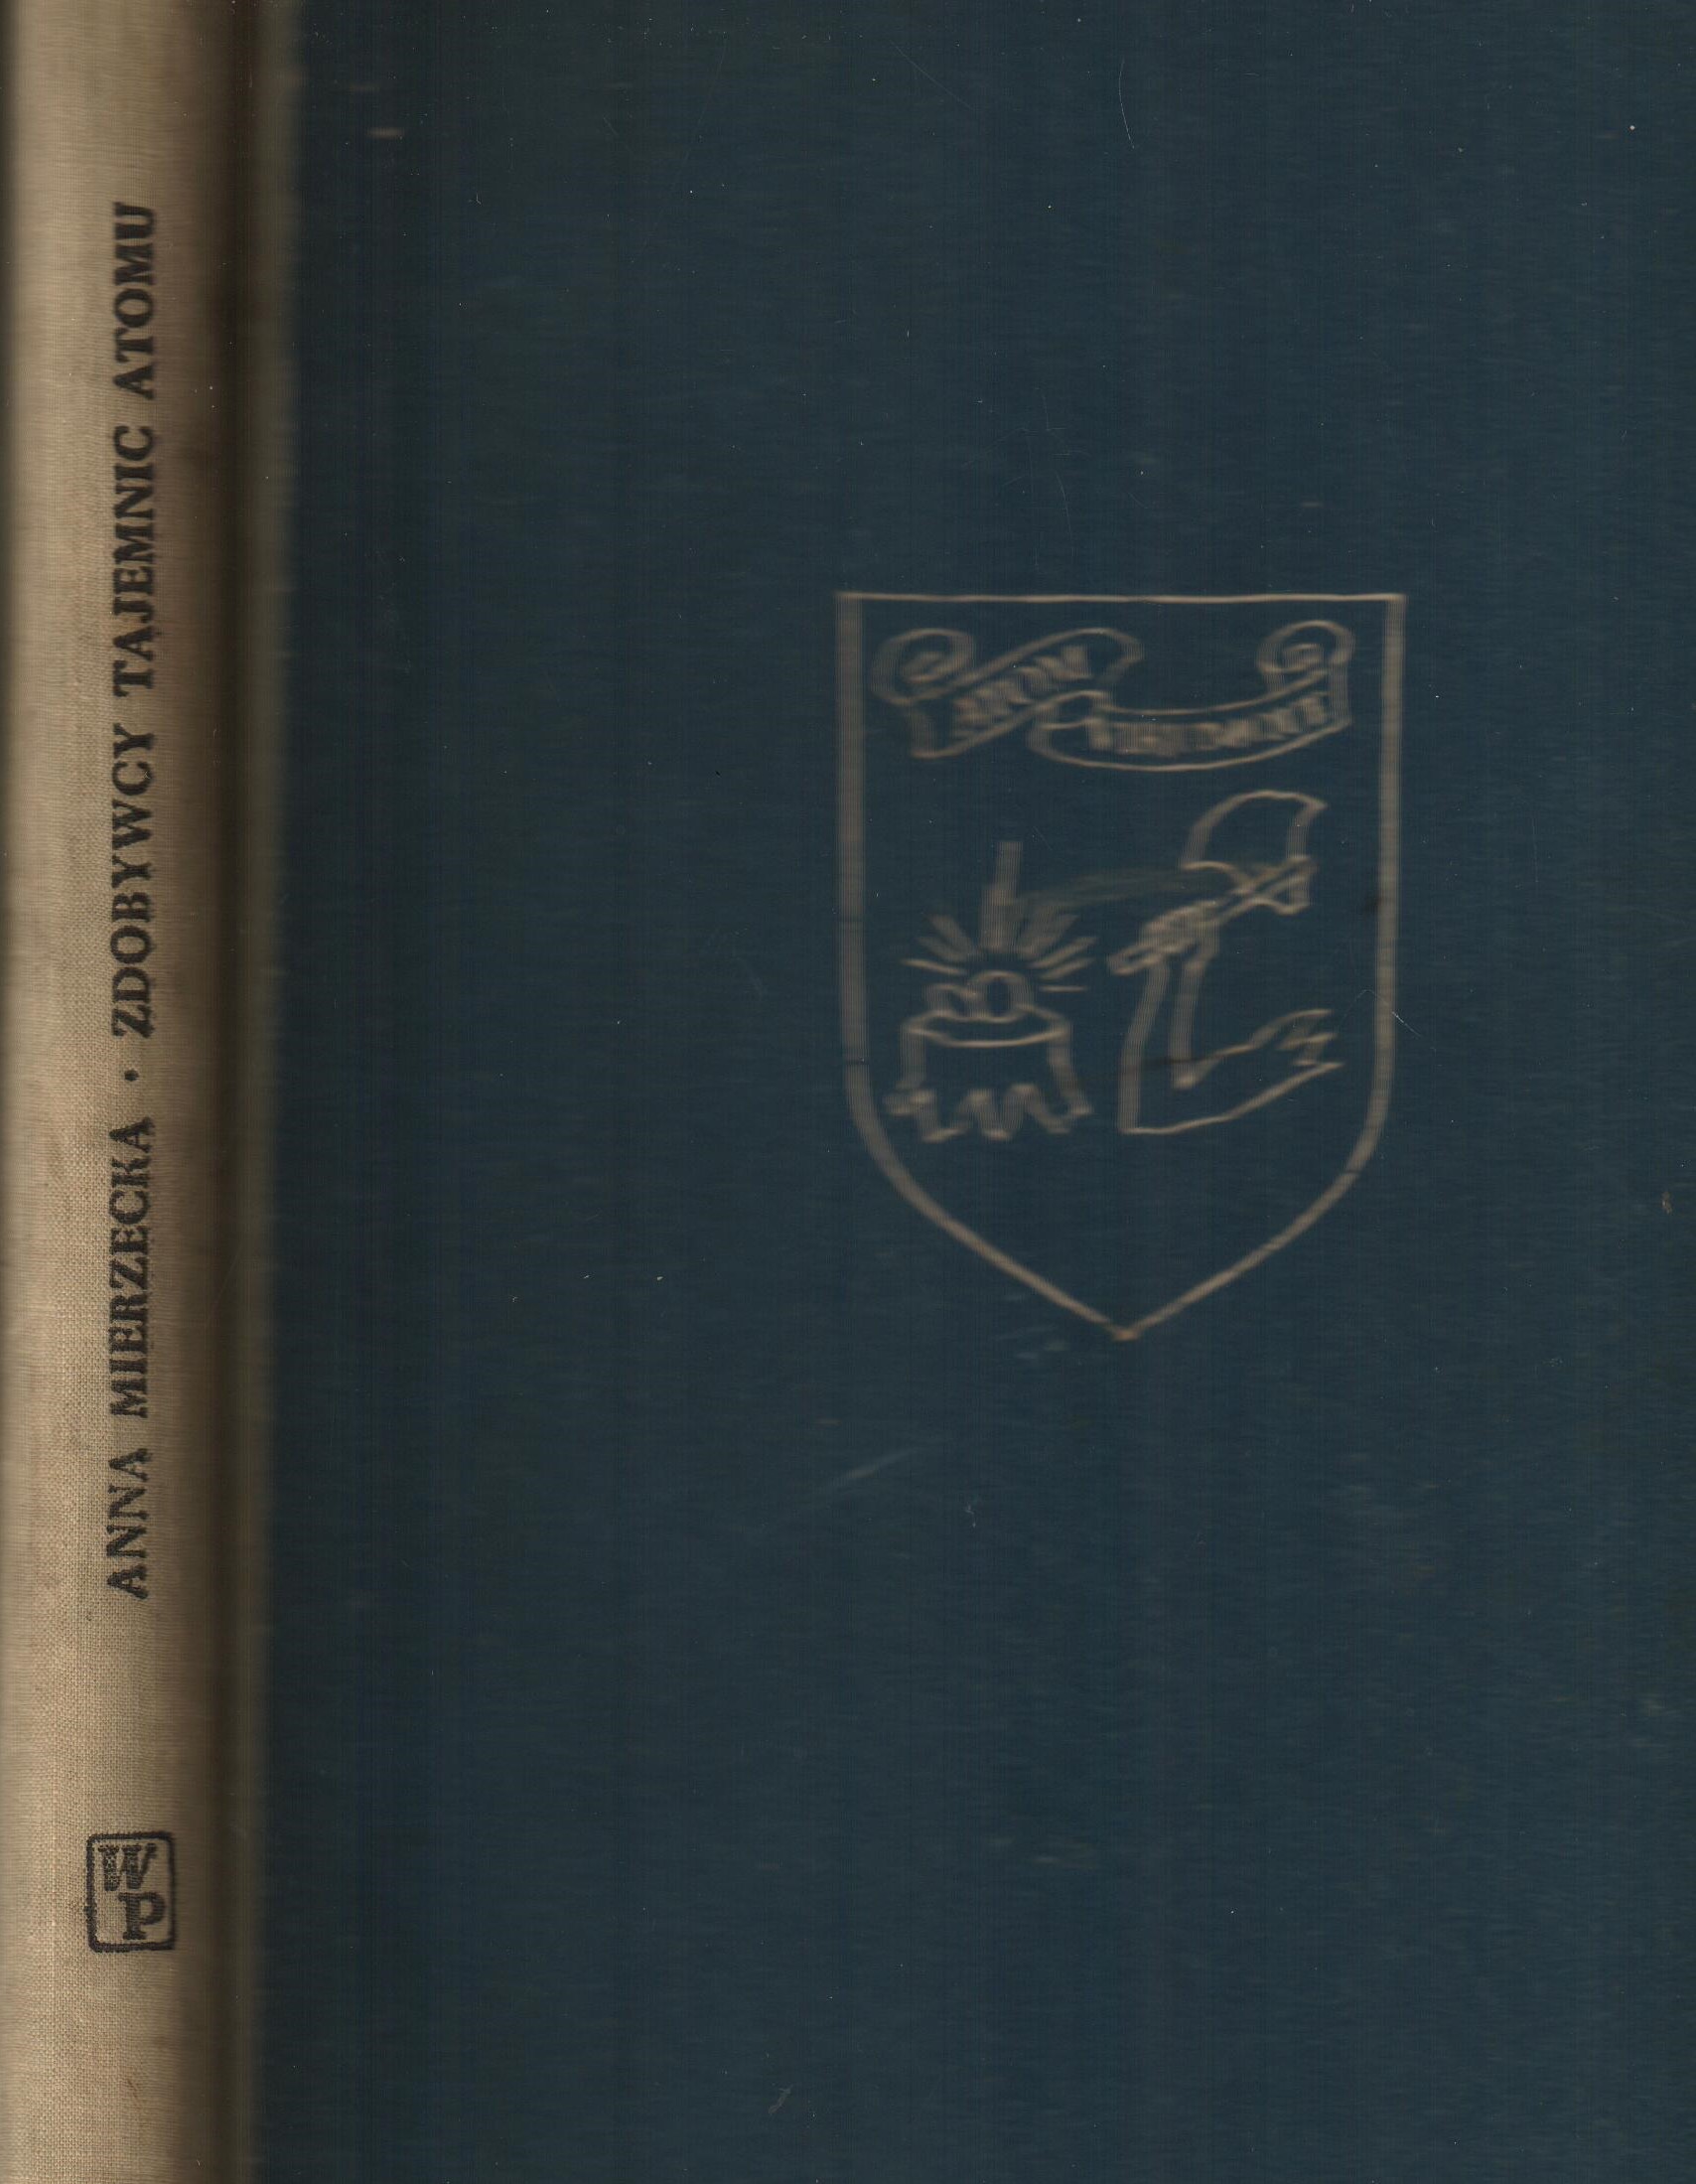 ANNA MIERZECKA · ZDOBYWCY TAJEMNIC ATOMU
WP